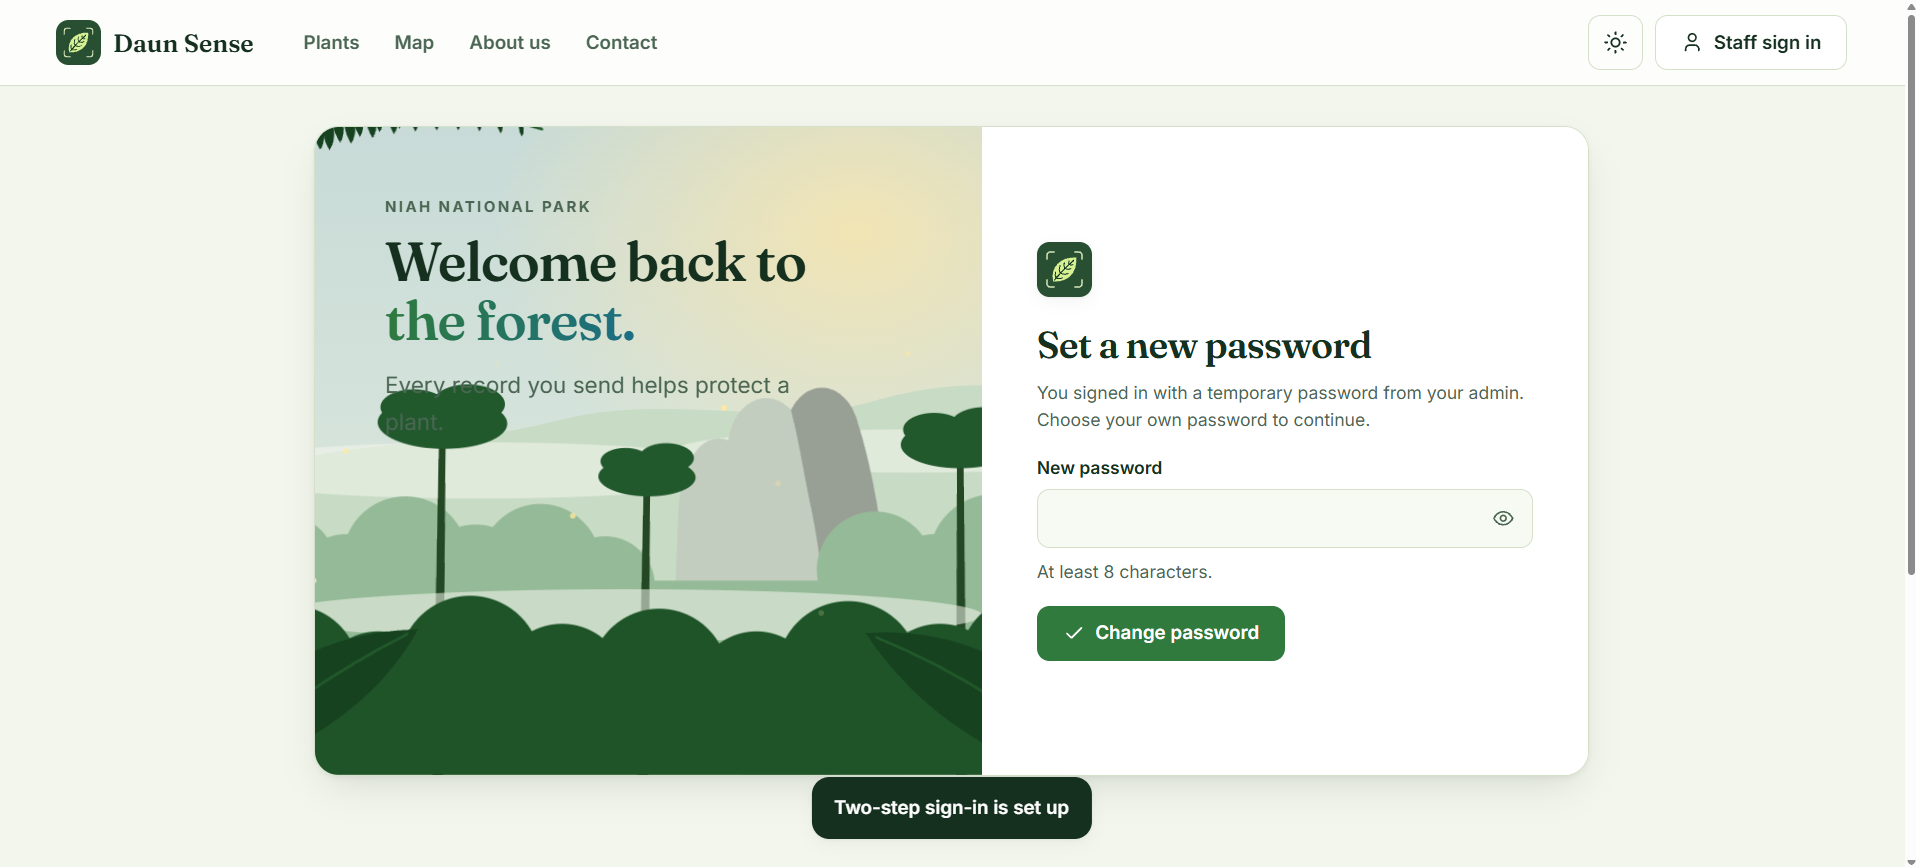 Daun Sense
Plants
Map
About us
Contact
Staff sign in
NIAH NATIONAL PARK
Welcome back to
the forest.
Every record you send helps protect a
plant.
Set a new password
You signed in with a temporary password from your admin.
Choose your own password to continue.
New password
At least 8 characters.
Change password
Two-step sign-in is set up